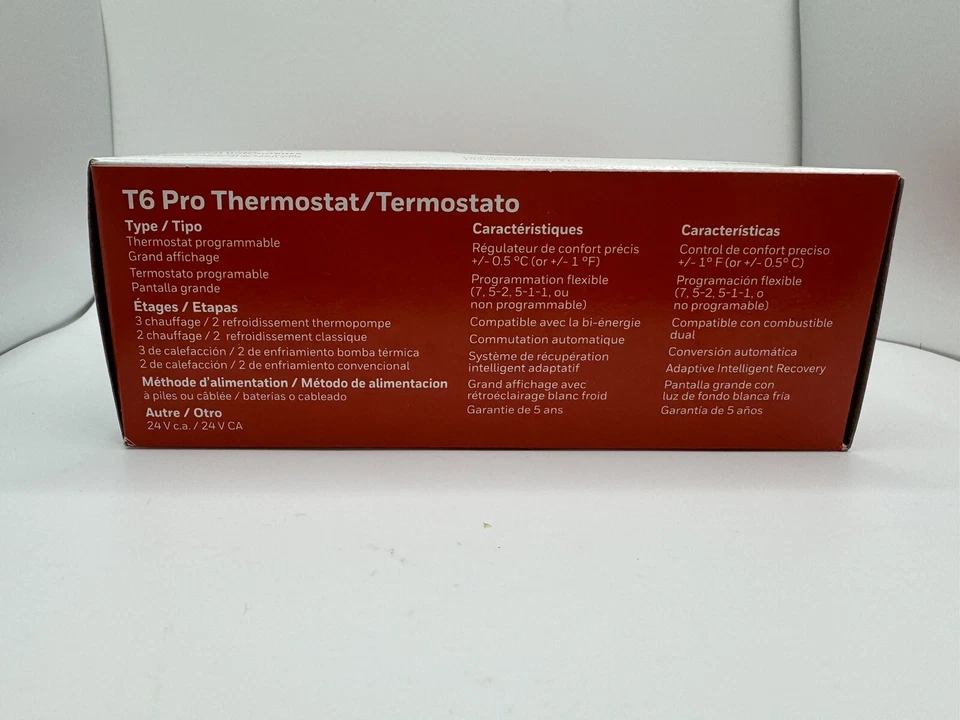 T6 Pro Thermostat/Termostato
Type / Tipo
Thermostat programmable
Grand affichage
Termostato programable
Pantalla grande
Étages / Etapas
3 chauffage / 2 refroidissement thermopompe
2 chauffage / 2 refroidissement classique
3 de calefacción / 2 de enfriamiento bomba térmica
2 de calefacción / 2 de enfriamiento convencional
Méthode d'alimentation / Método de alimentacion
à piles ou câblée / baterias o cableado
Autre / Otro
24 V c.a. / 24 V CA
Caractéristiques
Régulateur de confort précis
+/- 0.5 ºC (or +/- 1 ºF)
Programmation flexible
(7, 5-2, 5-1-1, ou
non programmable)
Compatible avec la bi-énergie
Commutation automatique
Système de récupération
intelligent adaptatif
Grand affichage avec
rétroéclairage blanc froid
Garantie de 5 ans
Características
Control de confort preciso
+/- 1º F (or +/- 0.5º C)
Programación flexible
(7, 5-2, 5-1-1, o
no programable)
Compatible con combustible
dual
Conversión automática
Adaptive Intelligent Recovery
Pantalla grande con
luz de fondo blanca fría
Garantía de 5 años